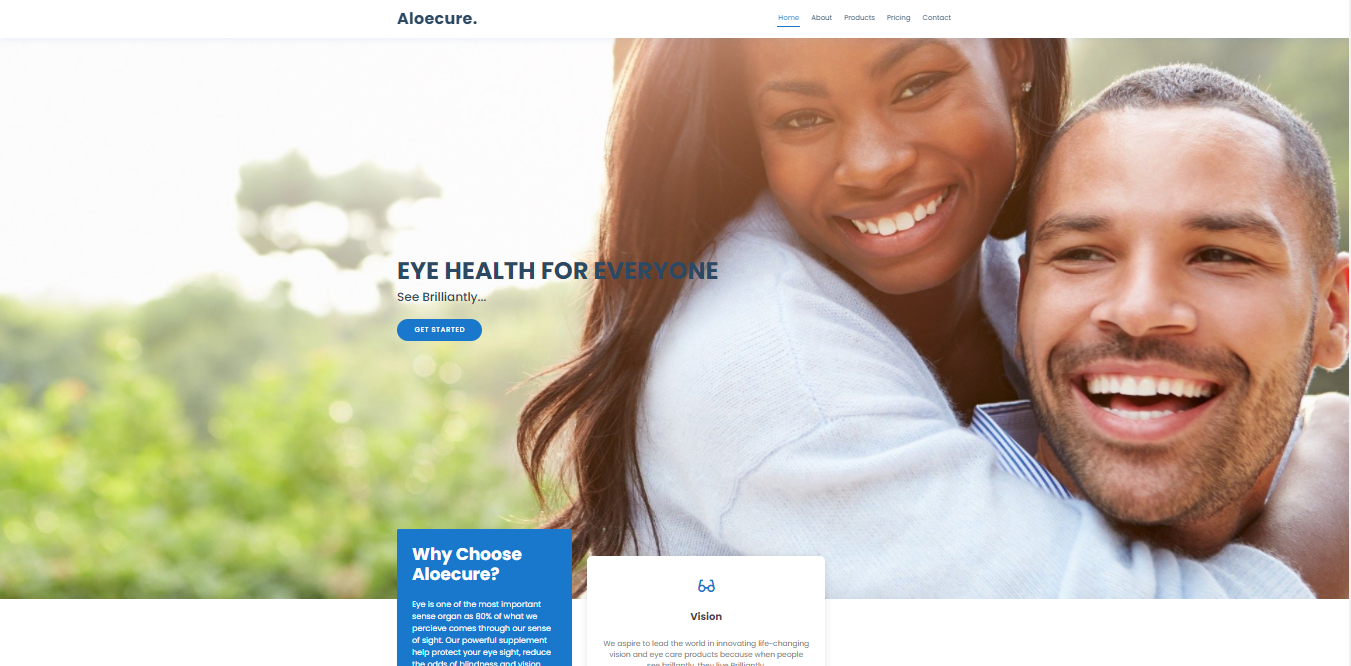 Aloecure.
Home About Products Pricing Contact
EYE HEALTH FOR EVERYONE
See Brilliantly...
GET STARTED
Why Choose
Aloecure?
Eye is one of the most important
sense organ as 80% of what we
percieve comes through our sense
of sight. Our powerful supplement
help protect your eye sight, reduce
the odds of blindness and vision
Vision
We aspire to lead the world in innovating life-changing
vision and eye care products because when people
see brilantly, they live Brilliantly.